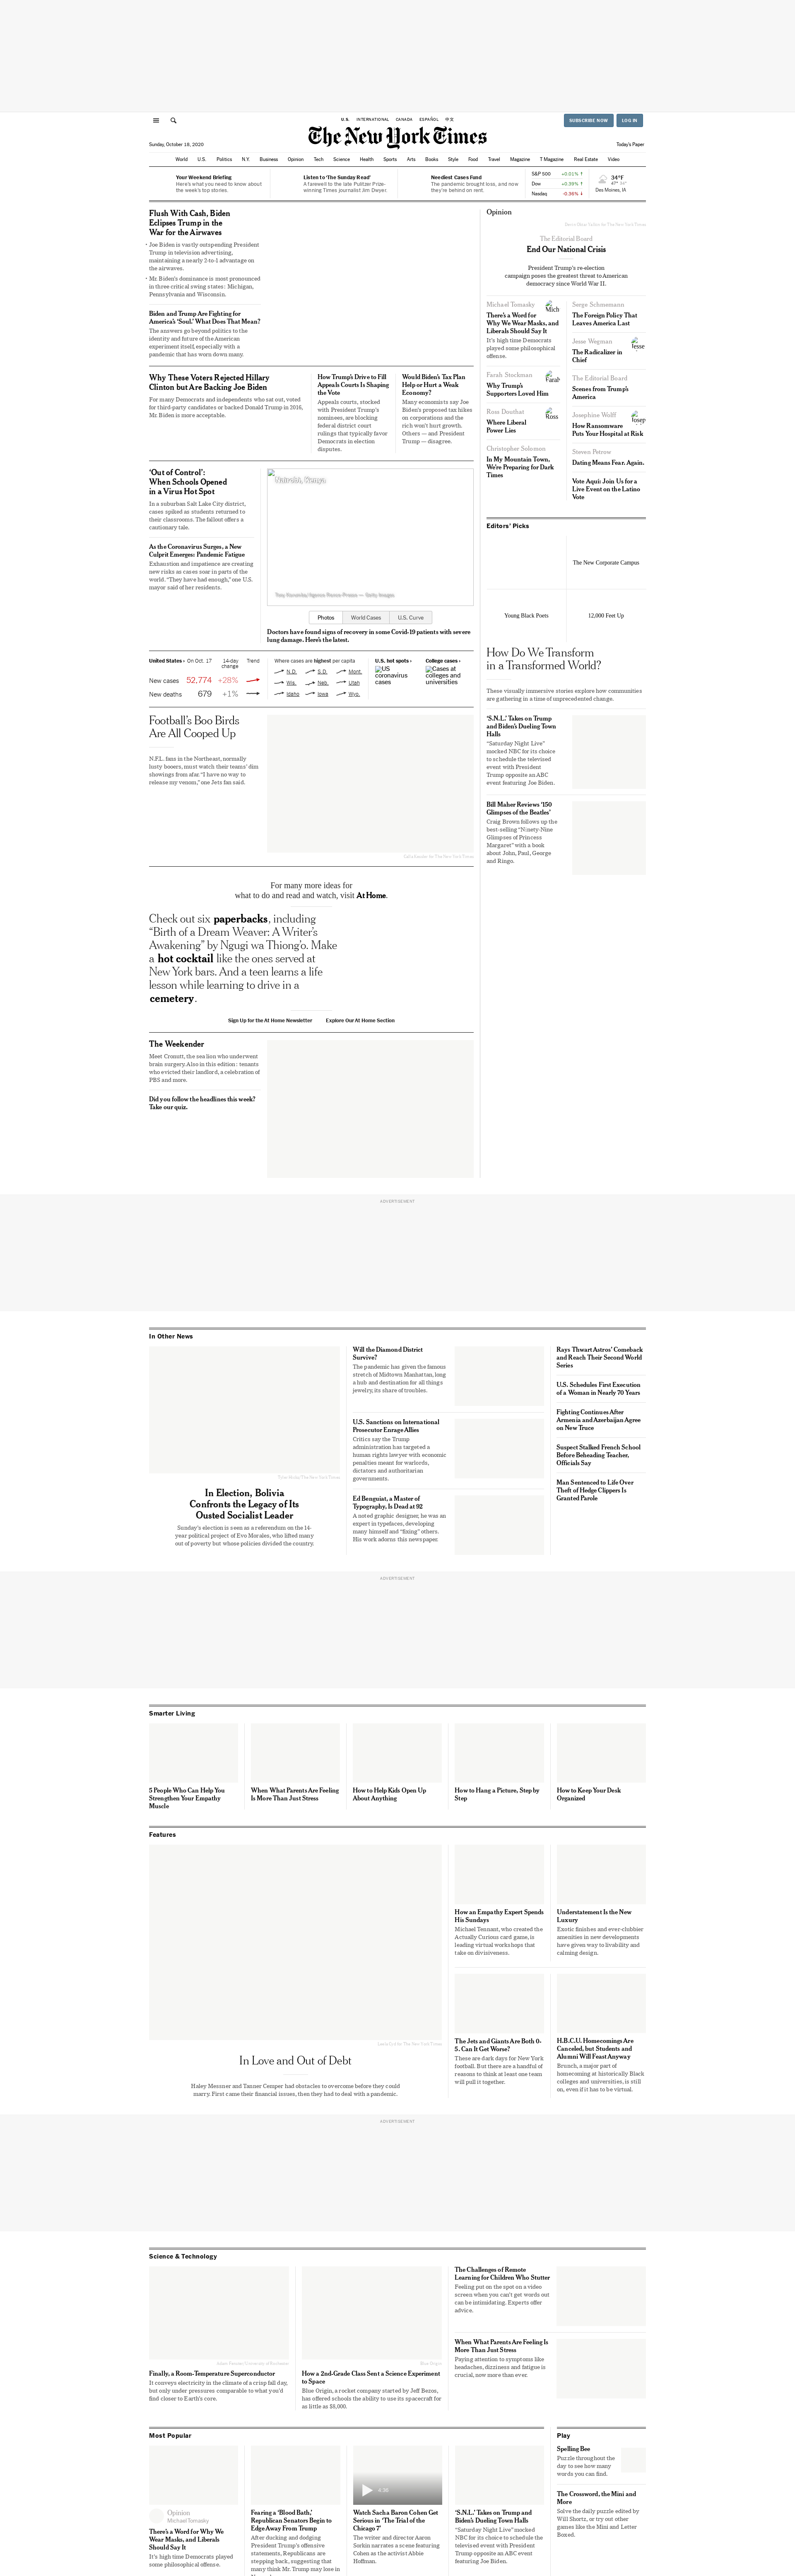 U.S.
INTERNATIONAL
CANADA
ESPAÑOL
中文
SUBSCRIBE NOW
LOG IN
The New York Times
Sunday, October 18, 2020
Today's Paper
World U.S. Politics N.Y. Business Opinion Tech Science Health Sports Arts Books Style Food Travel Magazine T Magazine Real Estate Video
Your Weekend Briefing
Here's what you need to know about
the week's top stories.
Listen to 'The Sunday Read'
A farewell to the late Pulitzer Prize-
winning Times journalist Jim Dwyer.
Neediest Cases Fund
The pandemic brought loss, and now
they're behind on rent.
S&P 500 +0.01% ↑
Dow +0.39% ↑
Nasdaq -0.36% ↓
34°F
47° 34°
Des Moines, IA
Flush With Cash, Biden
Eclipses Trump in the
War for the Airwaves
• Joe Biden is vastly outspending President
Trump in television advertising,
maintaining a nearly 2-to-1 advantage on
the airwaves.
• Mr. Biden's dominance is most pronounced
in three critical swing states: Michigan,
Pennsylvania and Wisconsin.
Biden and Trump Are Fighting for
America's 'Soul.' What Does That Mean?
The answers go beyond politics to the
identity and future of the American
experiment itself, especially with a
pandemic that has worn down many.
Why These Voters Rejected Hillary
Clinton but Are Backing Joe Biden
For many Democrats and independents who sat out, voted
for third-party candidates or backed Donald Trump in 2016,
Mr. Biden is more acceptable.
How Trump's Drive to Fill
Appeals Courts Is Shaping
the Vote
Appeals courts, stocked
with President Trump's
nominees, are blocking
federal district court
rulings that typically favor
Democrats in election
disputes.
Would Biden's Tax Plan
Help or Hurt a Weak
Economy?
Many economists say Joe
Biden's proposed tax hikes
on corporations and the
rich won't hurt growth.
Others — and President
Trump — disagree.
'Out of Control':
When Schools Opened
in a Virus Hot Spot
In a suburban Salt Lake City district,
cases spiked as students returned to
their classrooms. The fallout offers a
cautionary tale.
As the Coronavirus Surges, a New
Culprit Emerges: Pandemic Fatigue
Exhaustion and impatience are creating
new risks as cases soar in parts of the
world. "They have had enough," one U.S.
mayor said of her residents.
Nairobi, Kenya
Tony Karumba/Agence France-Presse — Getty Images
Photos
World Cases
U.S. Curve
Doctors have found signs of recovery in some Covid-19 patients with severe
lung damage. Here's the latest.
United States › On Oct. 17 14-day change Trend
New cases 52,774 +28%
New deaths 679 +1%
Where cases are highest per capita
N.D. S.D. Mont.
Wis. Neb. Utah
Idaho Iowa Wyo.
U.S. hot spots ›
US
coronavirus
cases
College cases ›
Cases at
colleges and
universities
Football's Boo Birds
Are All Cooped Up
N.F.L. fans in the Northeast, normally
lusty booers, must watch their teams' dim
showings from afar. "I have no way to
release my venom," one Jets fan said.
For many more ideas for
what to do and read and watch, visit At Home.
Check out six paperbacks, including
"Birth of a Dream Weaver: A Writer's
Awakening" by Ngugi wa Thiong'o. Make
a hot cocktail like the ones served at
New York bars. And a teen learns a life
lesson while learning to drive in a
cemetery.
Sign Up for the At Home Newsletter
Explore Our At Home Section
The Weekender
Meet Cronutt, the sea lion who underwent
brain surgery. Also in this edition: tenants
who evicted their landlord, a celebration of
PBS and more.
Did you follow the headlines this week?
Take our quiz.
Opinion
The Editorial Board
End Our National Crisis
President Trump's re-election
campaign poses the greatest threat to American
democracy since World War II.
Michael Tomasky
There's a Word for
Why We Wear Masks, and
Liberals Should Say It
It's high time Democrats
played some philosophical
offense.
Mich
Farah Stockman
Why Trump's
Supporters Loved Him
Farah
Ross Douthat
Where Liberal
Power Lies
Ross
Christopher Solomon
In My Mountain Town,
We're Preparing for Dark
Times
Serge Schmemann
The Foreign Policy That
Leaves America Last
Jesse Wegman
The Radicalizer in
Chief
Jesse
The Editorial Board
Scenes from Trump's
America
Josephine Wolff
How Ransomware
Puts Your Hospital at Risk
Josep
Steven Petrow
Dating Means Fear. Again.
Vote Aquí: Join Us for a
Live Event on the Latino
Vote
Editors' Picks
The New Corporate Campus
Young Black Poets
12,000 Feet Up
How Do We Transform
in a Transformed World?
These visually immersive stories explore how communities
are gathering in a time of unprecedented change.
'S.N.L.' Takes on Trump
and Biden's Dueling Town
Halls
"Saturday Night Live"
mocked NBC for its choice
to schedule the televised
event with President
Trump opposite an ABC
event featuring Joe Biden.
Bill Maher Reviews '150
Glimpses of the Beatles'
Craig Brown follows up the
best-selling "Ninety-Nine
Glimpses of Princess
Margaret" with a book
about John, Paul, George
and Ringo.
ADVERTISEMENT
In Other News
In Election, Bolivia
Confronts the Legacy of Its
Ousted Socialist Leader
Sunday's election is seen as a referendum on the 14-
year political project of Evo Morales, who lifted many
out of poverty but whose policies divided the country.
Will the Diamond District
Survive?
The pandemic has given the famous
stretch of Midtown Manhattan, long
a hub and destination for all things
jewelry, its share of troubles.
U.S. Sanctions on International
Prosecutor Enrage Allies
Critics say the Trump
administration has targeted a
human rights lawyer with economic
penalties meant for warlords,
dictators and authoritarian
governments.
Ed Benguiat, a Master of
Typography, Is Dead at 92
A noted graphic designer, he was an
expert in typefaces, developing
many himself and "fixing" others.
His work adorns this newspaper.
Rays Thwart Astros' Comeback
and Reach Their Second World
Series
U.S. Schedules First Execution
of a Woman in Nearly 70 Years
Fighting Continues After
Armenia and Azerbaijan Agree
on New Truce
Suspect Stalked French School
Before Beheading Teacher,
Officials Say
Man Sentenced to Life Over
Theft of Hedge Clippers Is
Granted Parole
ADVERTISEMENT
Smarter Living
5 People Who Can Help You
Strengthen Your Empathy
Muscle
When What Parents Are Feeling
Is More Than Just Stress
How to Help Kids Open Up
About Anything
How to Hang a Picture, Step by
Step
How to Keep Your Desk
Organized
Features
In Love and Out of Debt
Haley Messner and Tanner Cemper had obstacles to overcome before they could
marry. First came their financial issues, then they had to deal with a pandemic.
How an Empathy Expert Spends
His Sundays
Michael Tennant, who created the
Actually Curious card game, is
leading virtual workshops that
take on divisiveness.
Understatement Is the New
Luxury
Exotic finishes and ever-clubbier
amenities in new developments
have given way to livability and
calming design.
The Jets and Giants Are Both 0-
5. Can It Get Worse?
These are dark days for New York
football. But there are a handful of
reasons to think at least one team
will pull it together.
H.B.C.U. Homecomings Are
Canceled, but Students and
Alumni Will Feast Anyway
Brunch, a major part of
homecoming at historically Black
colleges and universities, is still
on, even if it has to be virtual.
ADVERTISEMENT
Science & Technology
Finally, a Room-Temperature Superconductor
It conveys electricity in the climate of a crisp fall day,
but only under pressures comparable to what you'd
find closer to Earth's core.
Blue Origin
How a 2nd-Grade Class Sent a Science Experiment
to Space
Blue Origin, a rocket company started by Jeff Bezos,
has offered schools the ability to use its spacecraft for
as little as $8,000.
The Challenges of Remote
Learning for Children Who Stutter
Feeling put on the spot on a video
screen when you can't get words out
can be intimidating. Experts offer
advice.
When What Parents Are Feeling Is
More Than Just Stress
Paying attention to symptoms like
headaches, dizziness and fatigue is
crucial, now more than ever.
Most Popular
Opinion
Michael Tomasky
There's a Word for Why We
Wear Masks, and Liberals
Should Say It
It's high time Democrats played
some philosophical offense.
Fearing a 'Blood Bath,'
Republican Senators Begin to
Edge Away From Trump
After ducking and dodging
President Trump's offensive
statements, Republicans are
stepping back, suggesting that
many think Mr. Trump may lose in
4:38
Watch Sacha Baron Cohen Get
Serious in 'The Trial of the
Chicago 7'
The writer and director Aaron
Sorkin narrates a scene featuring
Cohen as the activist Abbie
Hoffman.
'S.N.L.' Takes on Trump and
Biden's Dueling Town Halls
"Saturday Night Live" mocked
NBC for its choice to schedule the
televised event with President
Trump opposite an ABC event
featuring Joe Biden.
Play
Spelling Bee
Puzzle throughout the
day to see how many
words you can find.
The Crossword, the Mini and
More
Solve the daily puzzle edited by
Will Shortz, or try out other
games like the Mini and Letter
Boxed.